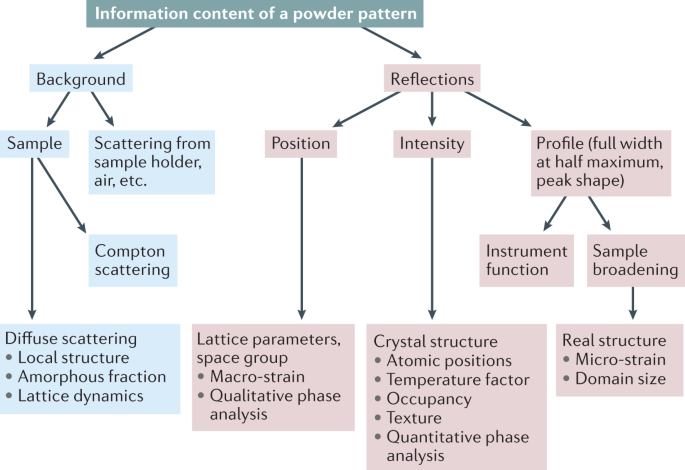 Information content of a powder pattern
Background
Reflections
Sample
Scattering from
sample holder,
air, etc.
Position
Intensity
Profile (full width
at half maximum,
peak shape)
Compton
scattering
Instrument
function
Sample
broadening
Diffuse scattering
• Local structure
• Amorphous fraction
• Lattice dynamics
Lattice parameters,
space group
• Macro-strain
• Qualitative phase
analysis
Crystal structure
• Atomic positions
• Temperature factor
• Occupancy
• Texture
• Quantitative phase
analysis
Real structure
• Micro-strain
• Domain size